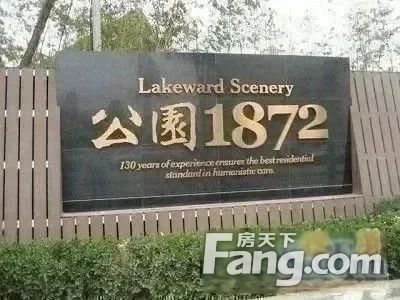 Lakeward Scenery
公園1872
130 years of experience ensures the best residential
standard in humanistic care.
房天下
Fang.com